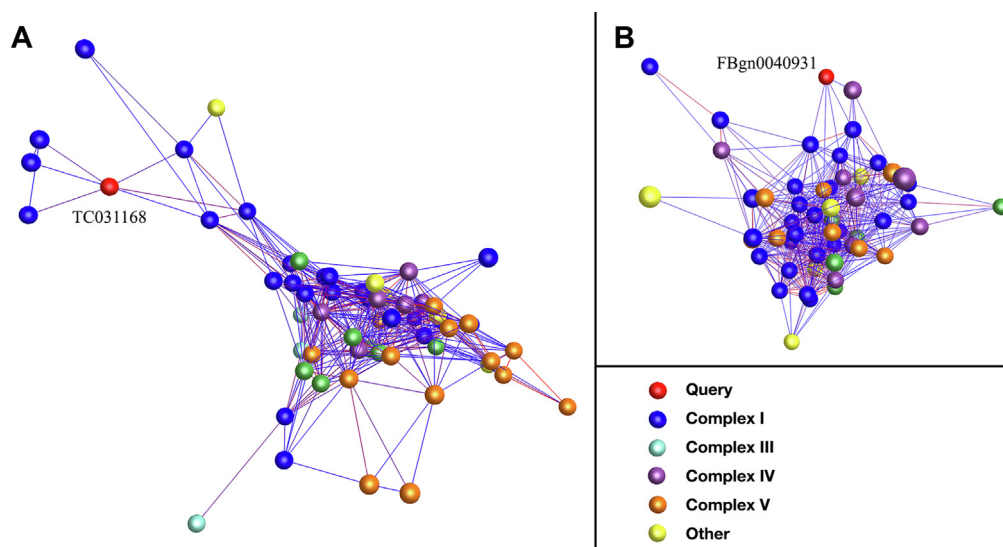 A
TC031168
B
FBgn0040931
Query
Complex I
Complex III
Complex IV
Complex V
Other